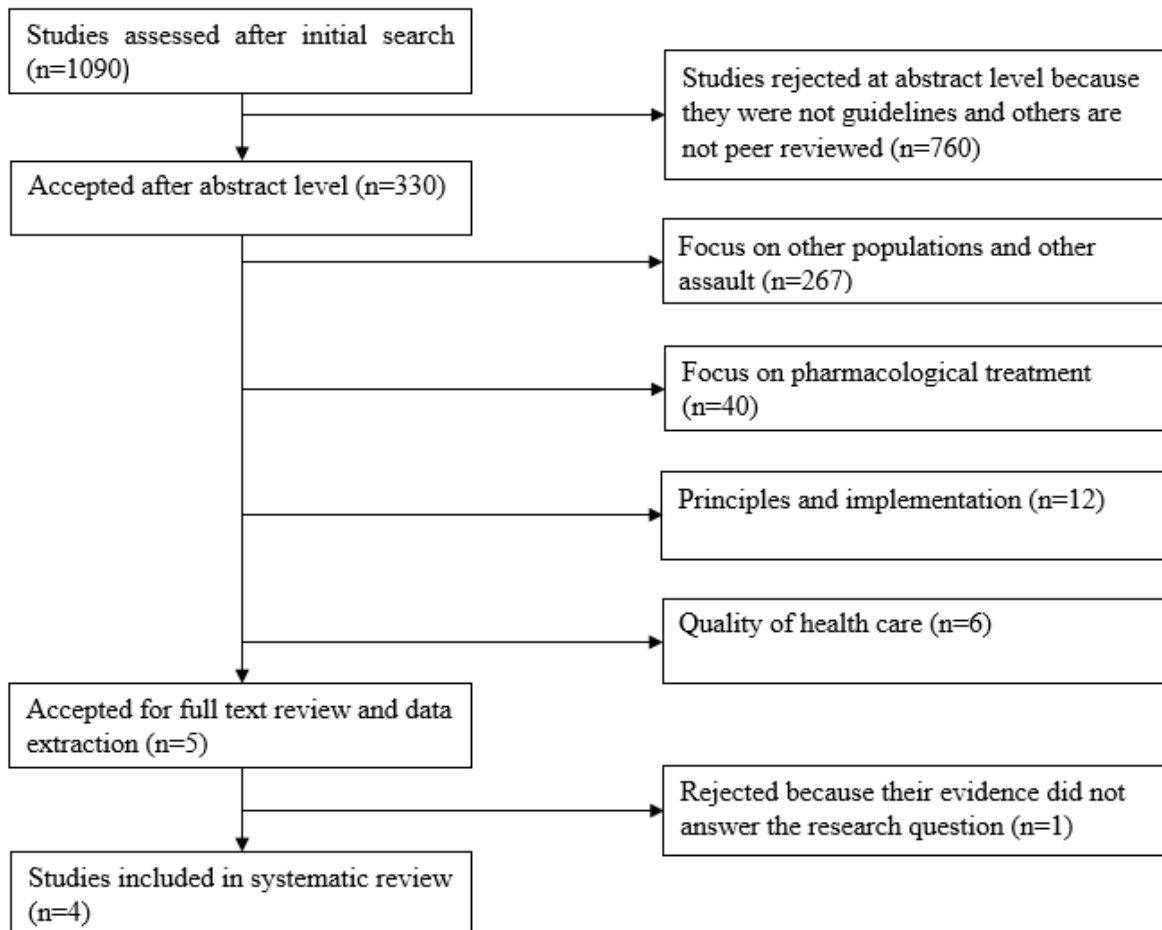 Studies assessed after initial search
(n=1090)
Studies rejected at abstract level because
they were not guidelines and others are
not peer reviewed (n=760)
Accepted after abstract level (n=330)
Focus on other populations and other
assault (n=267)
Focus on pharmacological treatment
(n=40)
Principles and implementation (n=12)
Quality of health care (n=6)
Accepted for full text review and data
extraction (n=5)
Rejected because their evidence did not
answer the research question (n=1)
Studies included in systematic review
(n=4)